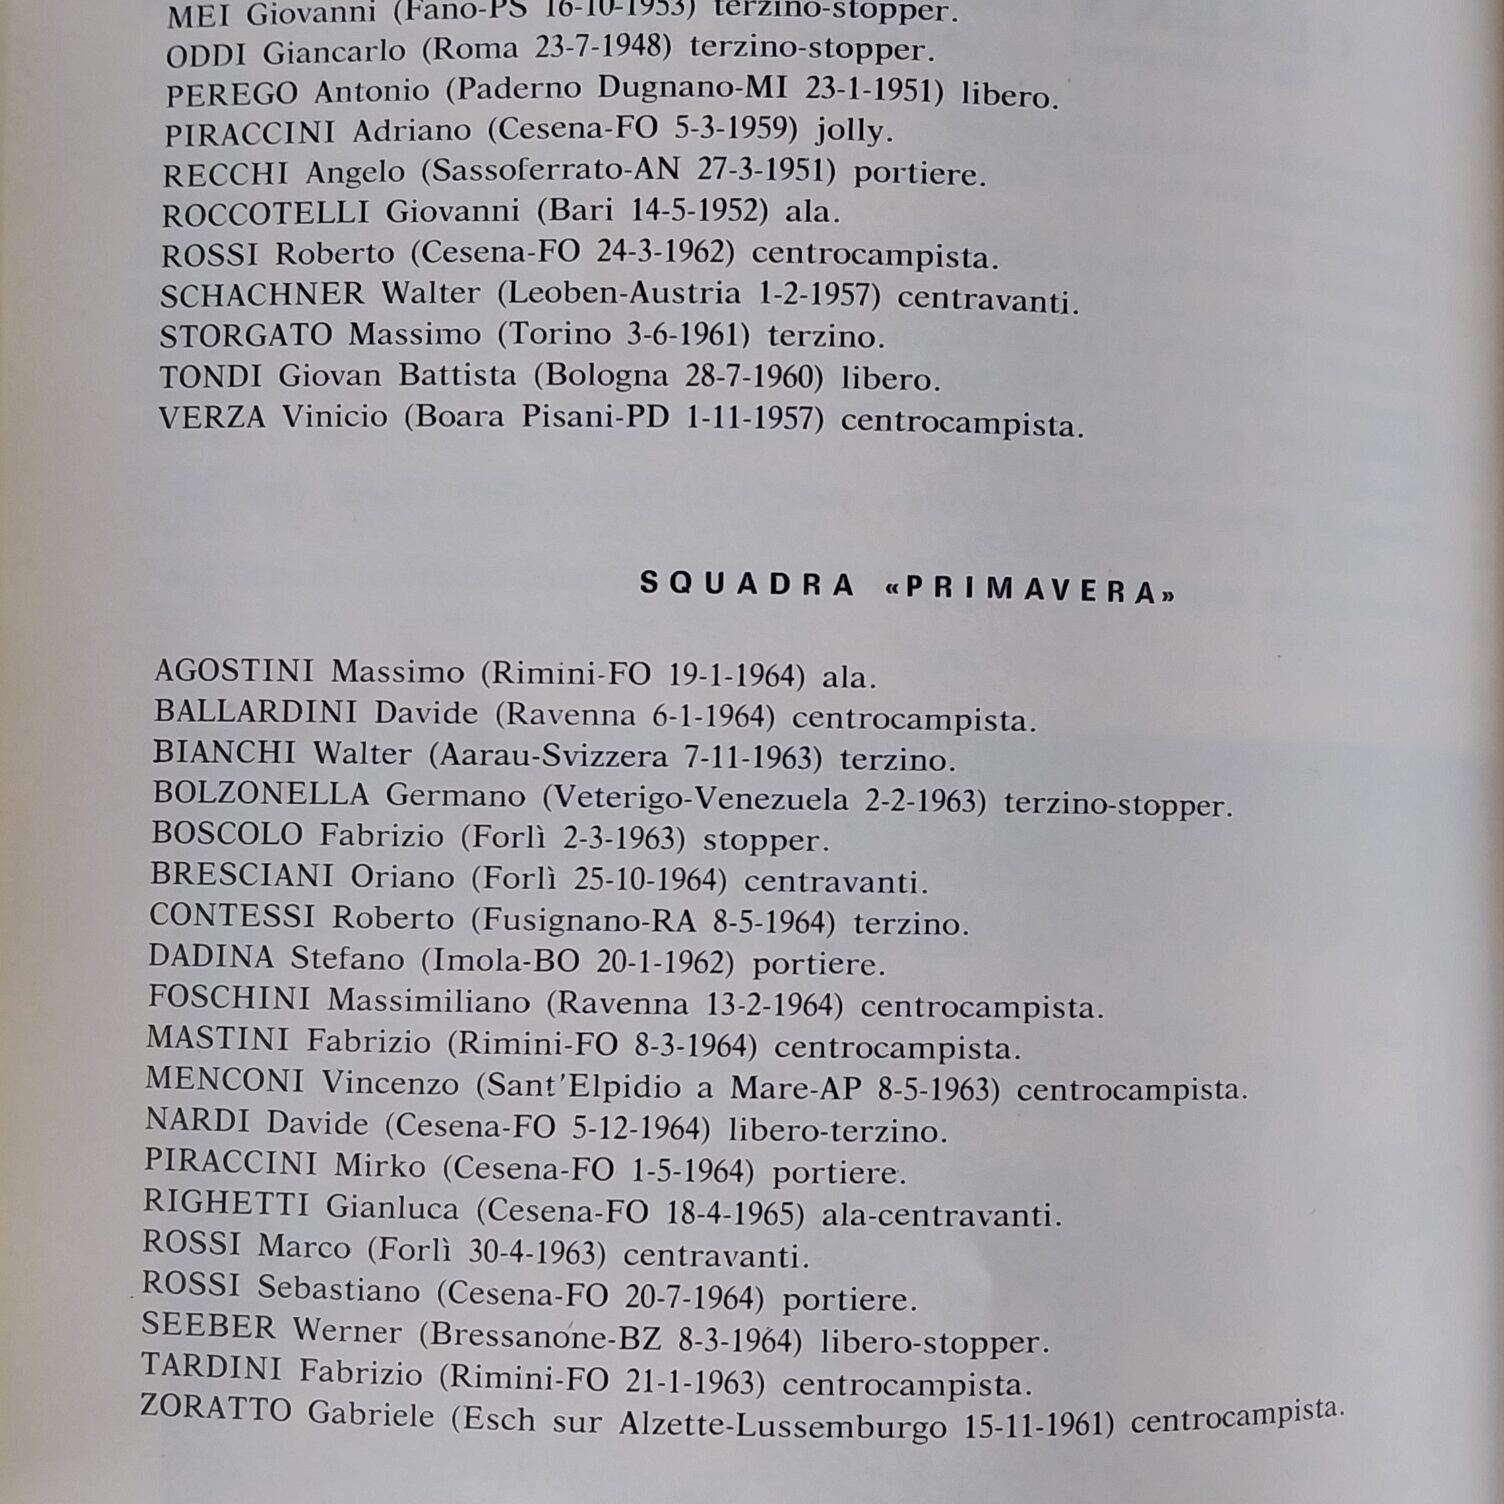 MEI Giovanni (Fano-PS 16-10-1953) terzino-stopper.
ODDI Giancarlo (Roma 23-7-1948) terzino-stopper.
PEREGO Antonio (Paderno Dugnano-MI 23-1-1951) libero.
PIRACCINI Adriano (Cesena-FO 5-3-1959) jolly.
RECCHI Angelo (Sassoferrato-AN 27-3-1951) portiere.
ROCCOTELLI Giovanni (Bari 14-5-1952) ala.
ROSSI Roberto (Cesena-FO 24-3-1962) centrocampista.
SCHACHNER Walter (Leoben-Austria 1-2-1957) centravanti.
STORGATO Massimo (Torino 3-6-1961) terzino.
TONDI Giovan Battista (Bologna 28-7-1960) libero.
VERZA Vinicio (Boara Pisani-PD 1-11-1957) centrocampista.
SQUADRA «PRIMAVERA»
AGOSTINI Massimo (Rimini-FO 19-1-1964) ala.
BALLARDINI Davide (Ravenna 6-1-1964) centrocampista.
BIANCHI Walter (Aarau-Svizzera 7-11-1963) terzino.
BOLZONELLA Germano (Veterigo-Venezuela 2-2-1963) terzino-stopper.
BOSCOLO Fabrizio (Forlì 2-3-1963) stopper.
BRESCIANI Oriano (Forlì 25-10-1964) centravanti.
CONTESSI Roberto (Fusignano-RA 8-5-1964) terzino.
DADINA Stefano (Imola-BO 20-1-1962) portiere.
FOSCHINI Massimiliano (Ravenna 13-2-1964) centrocampista.
MASTINI Fabrizio (Rimini-FO 8-3-1964) centrocampista.
MENCONI Vincenzo (Sant'Elpidio a Mare-AP 8-5-1963) centrocampista.
NARDI Davide (Cesena-FO 5-12-1964) libero-terzino.
PIRACCINI Mirko (Cesena-FO 1-5-1964) portiere.
RIGHETTI Gianluca (Cesena-FO 18-4-1965) ala-centravanti.
ROSSI Marco (Forlì 30-4-1963) centravanti.
ROSSI Sebastiano (Cesena-FO 20-7-1964) portiere.
SEEBER Werner (Bressanone-BZ 8-3-1964) libero-stopper.
TARDINI Fabrizio (Rimini-FO 21-1-1963) centrocampista.
ZORATTO Gabriele (Esch sur Alzette-Lussemburgo 15-11-1961) centrocampista.